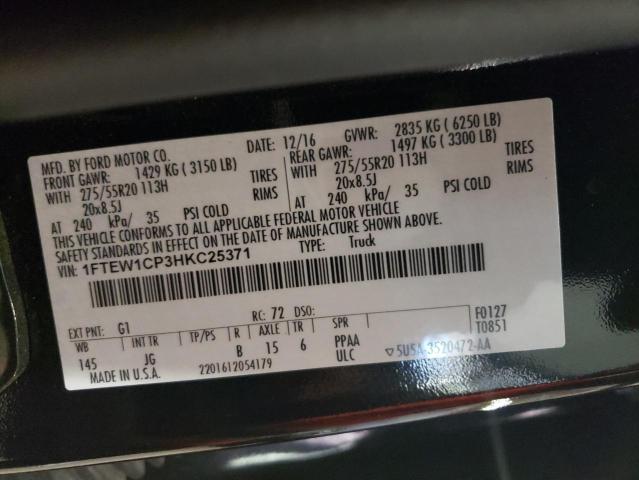 MFD. BY FORD MOTOR CO.
DATE: 12/16 GVWR: 2835 KG ( 6250 LB)
FRONT GAWR: 1429 KG ( 3150 LB) REAR GAWR: 1497 KG ( 3300 LB)
WITH 275/55R20 113H TIRES WITH 275/55R20 113H TIRES
20x8.5J RIMS 20x8.5J RIMS
AT 240 kPa/ 35 PSI COLD AT 240 kPa/ 35 PSI COLD
THIS VEHICLE CONFORMS TO ALL APPLICABLE FEDERAL MOTOR VEHICLE
SAFETY STANDARDS IN EFFECT ON THE DATE OF MANUFACTURE SHOWN ABOVE.
VIN: 1FTEW1CP3HKC25371 TYPE: Truck
EXT PNT: G1 RC: 72 DSO: F0127
WB INT TR TP/PS R AXLE TR SPR T0851
145 JG B 15 6 PPAA
MADE IN U.S.A. 2201612054179 ULC ▽5U5A-3520472-AA